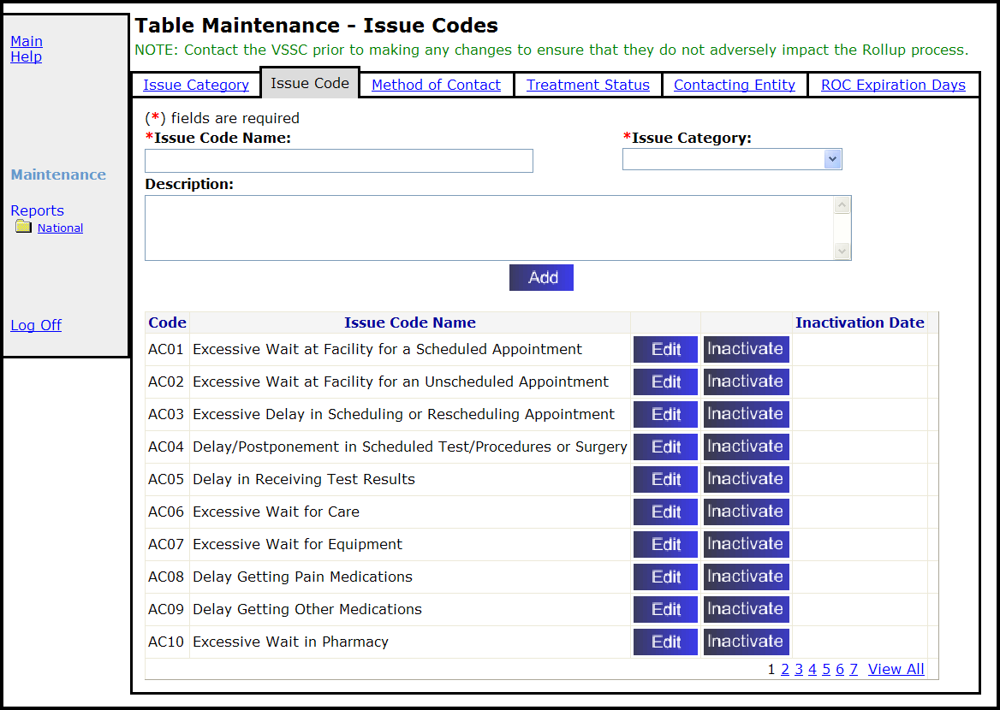 Table Maintenance - Issue Codes
NOTE: Contact the VSSC prior to making any changes to ensure that they do not adversely impact the Rollup process.
Main
Help
Maintenance
Reports
National
Log Off
Issue Category Issue Code Method of Contact Treatment Status Contacting Entity ROC Expiration Days
(*) fields are required
*Issue Code Name: *Issue Category:
Description:
Add
Code Issue Code Name Inactivation Date
AC01 Excessive Wait at Facility for a Scheduled Appointment Edit Inactivate
AC02 Excessive Wait at Facility for an Unscheduled Appointment Edit Inactivate
AC03 Excessive Delay in Scheduling or Rescheduling Appointment Edit Inactivate
AC04 Delay/Postponement in Scheduled Test/Procedures or Surgery Edit Inactivate
AC05 Delay in Receiving Test Results Edit Inactivate
AC06 Excessive Wait for Care Edit Inactivate
AC07 Excessive Wait for Equipment Edit Inactivate
AC08 Delay Getting Pain Medications Edit Inactivate
AC09 Delay Getting Other Medications Edit Inactivate
AC10 Excessive Wait in Pharmacy Edit Inactivate
1 2 3 4 5 6 7 View All